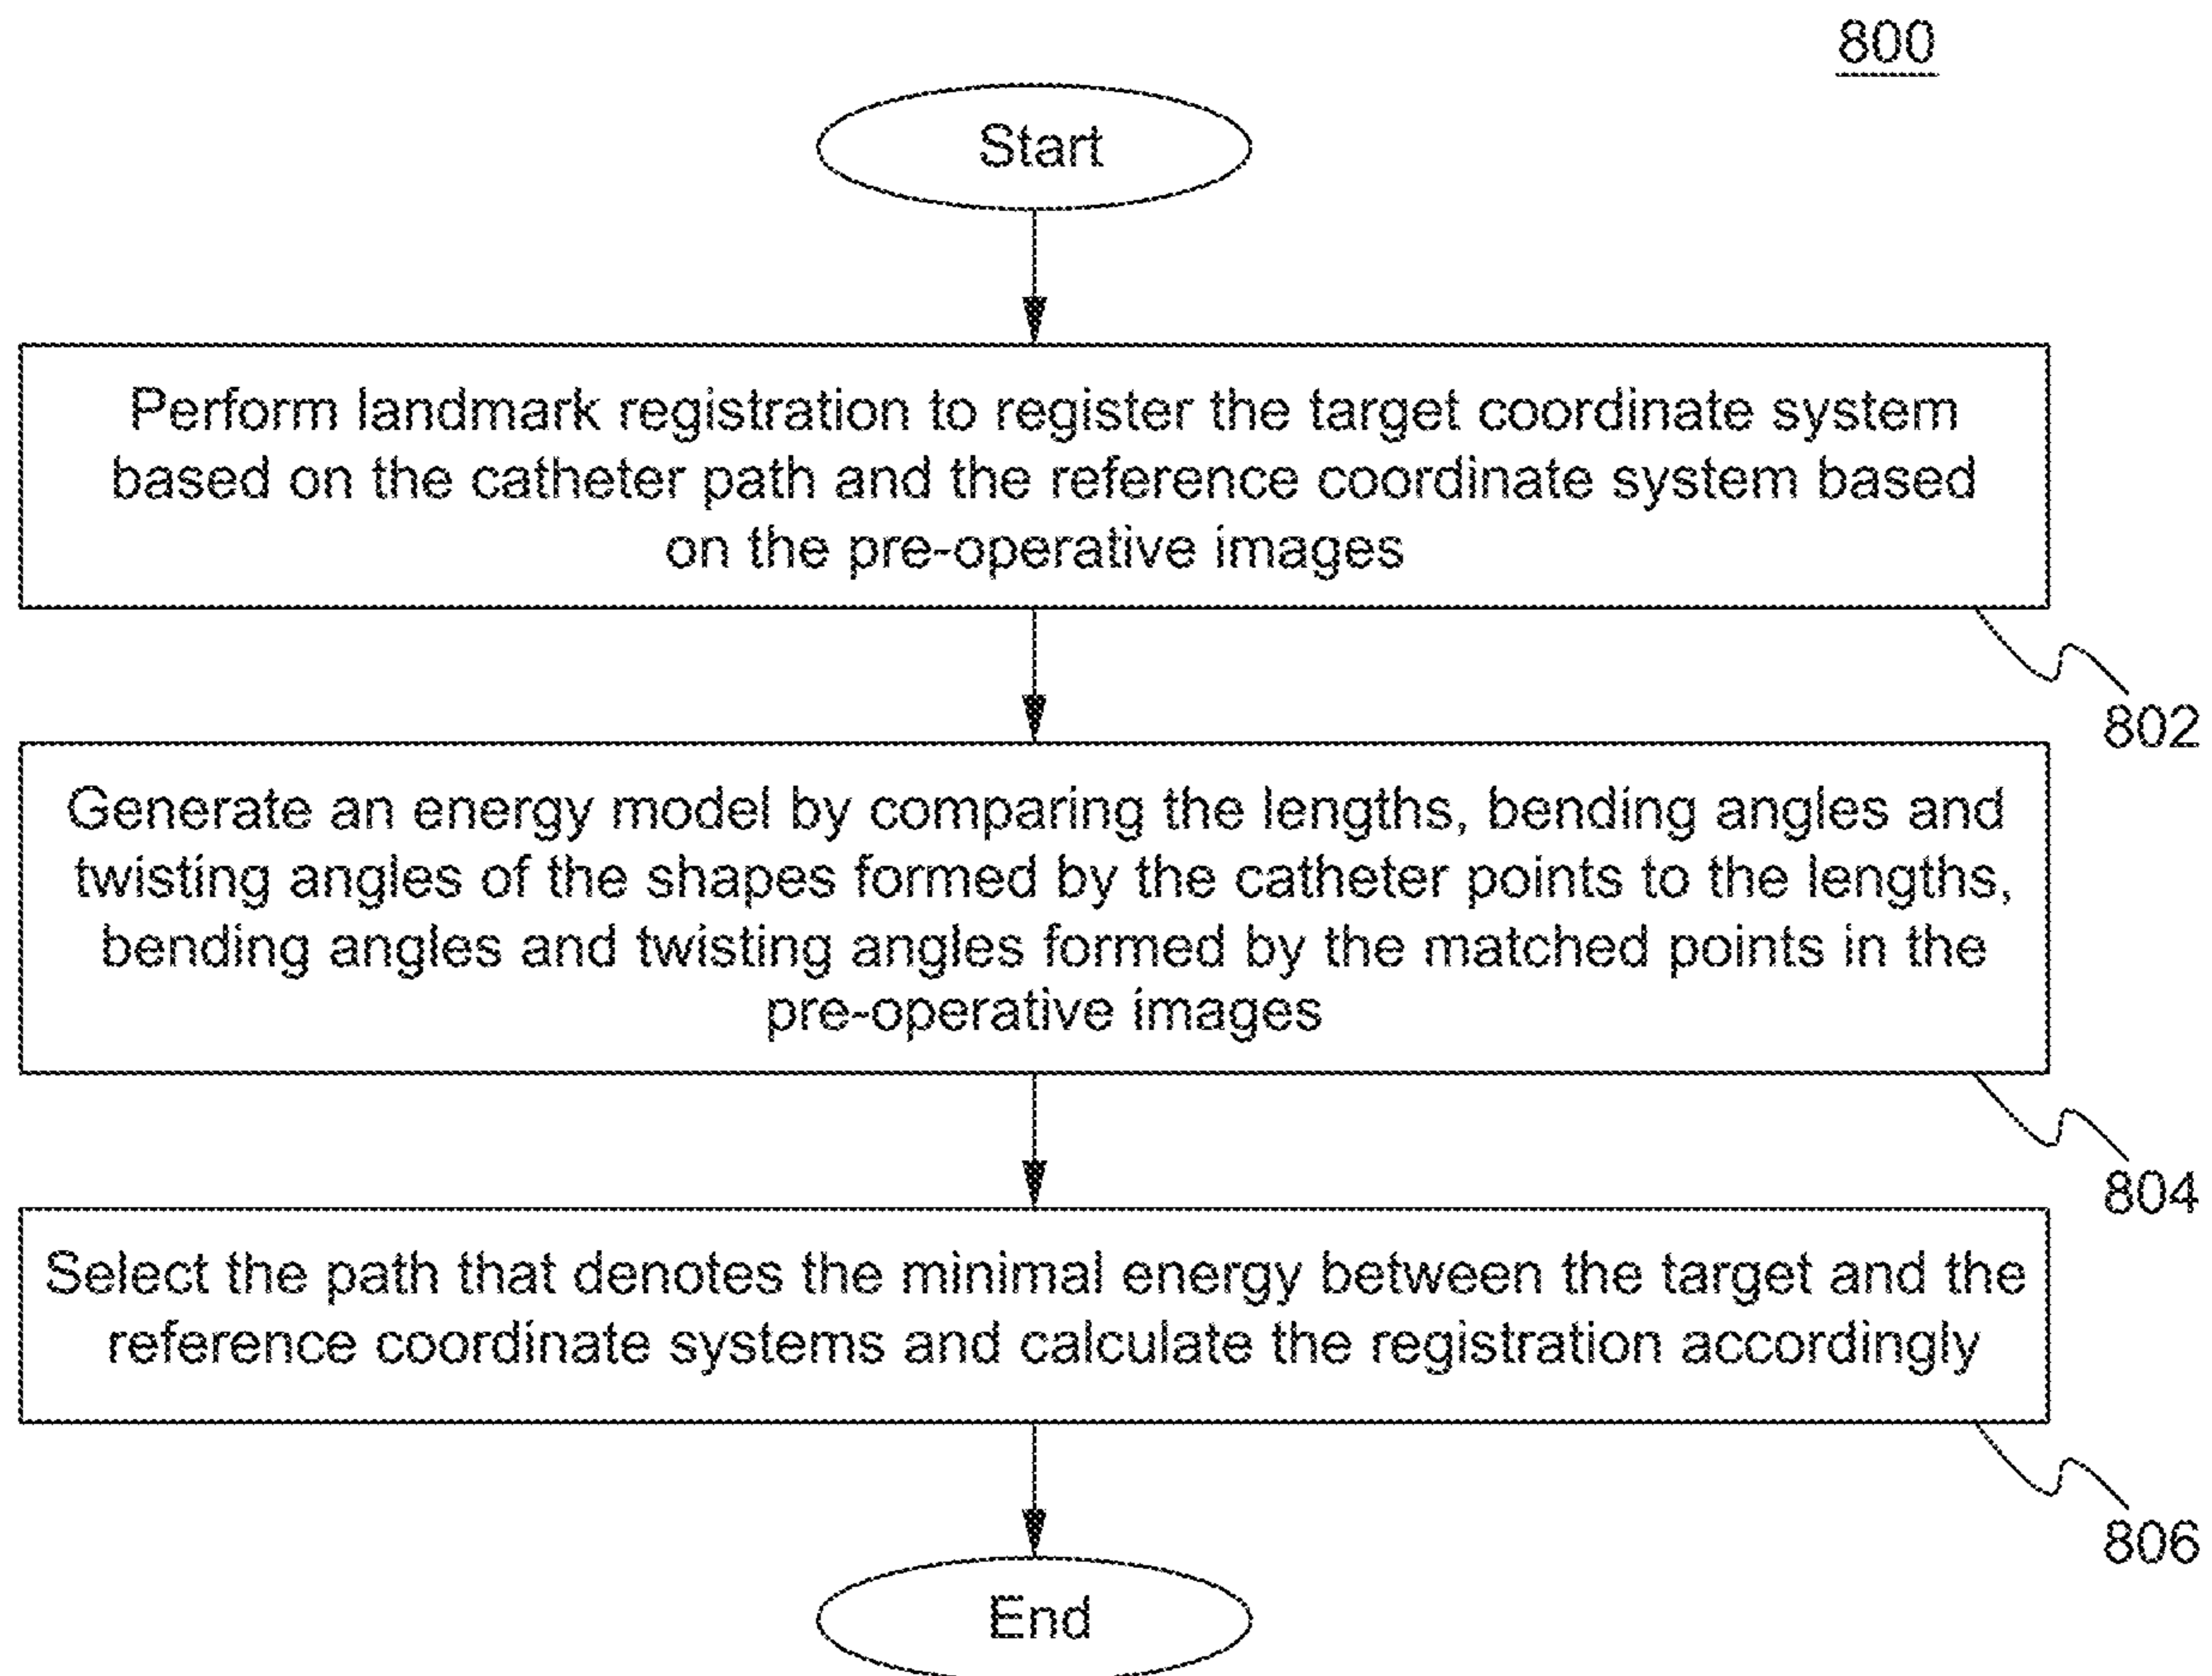 800
Start
Perform landmark registration to register the target coordinate system
based on the catheter path and the reference coordinate system based
on the pre-operative images
802
Generate an energy model by comparing the lengths, bending angles and
twisting angles of the shapes formed by the catheter points to the lengths,
bending angles and twisting angles formed by the matched points in the
pre-operative images
804
Select the path that denotes the minimal energy between the target and the
reference coordinate systems and calculate the registration accordingly
806
End